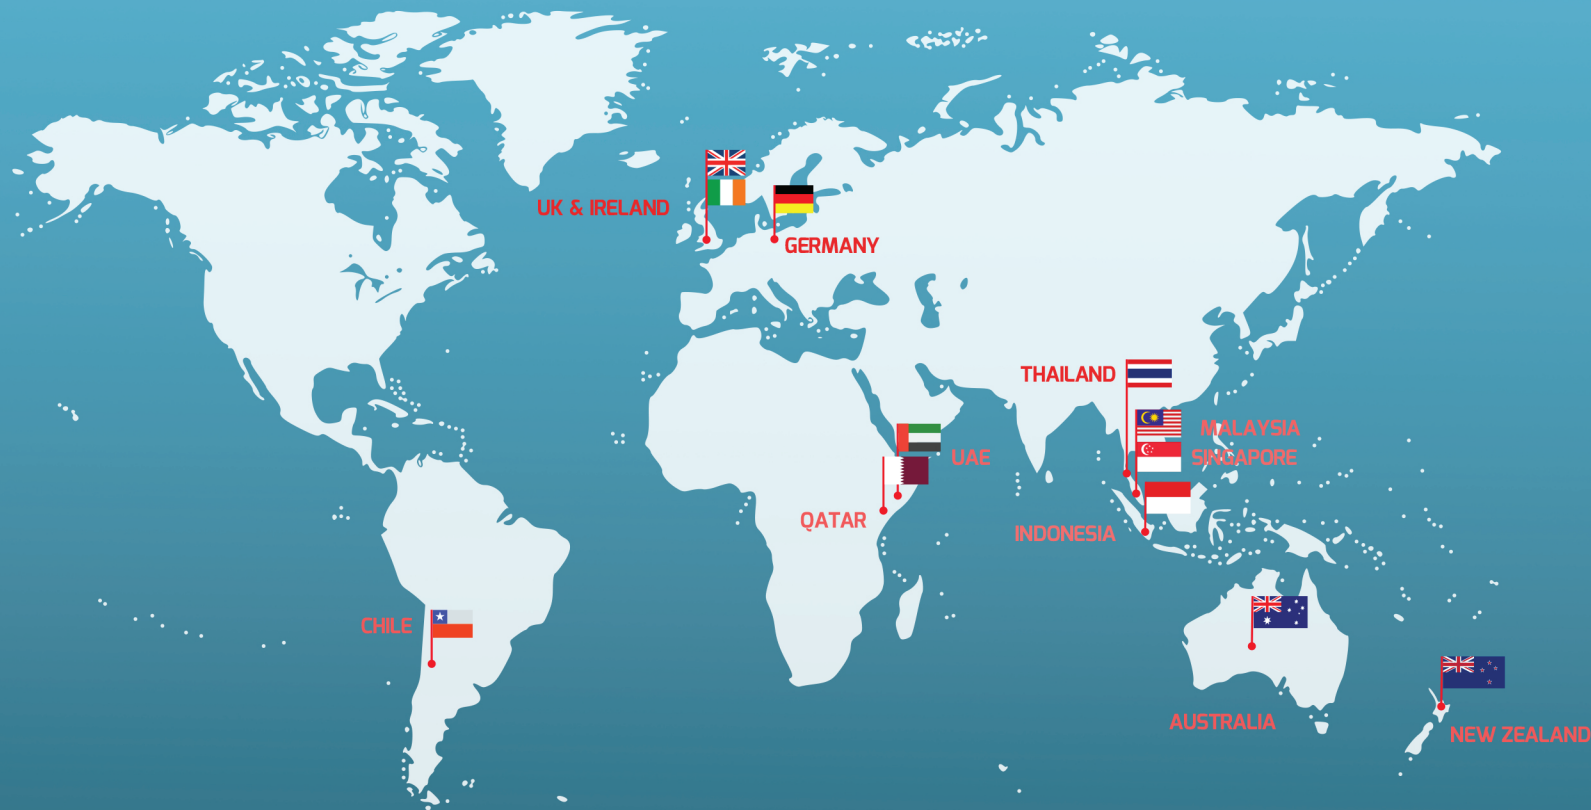 UK & IRELAND
GERMANY
THAILAND
MALAYSIA
SINGAPORE
UAE
QATAR
INDONESIA
CHILE
AUSTRALIA
NEW ZEALAND